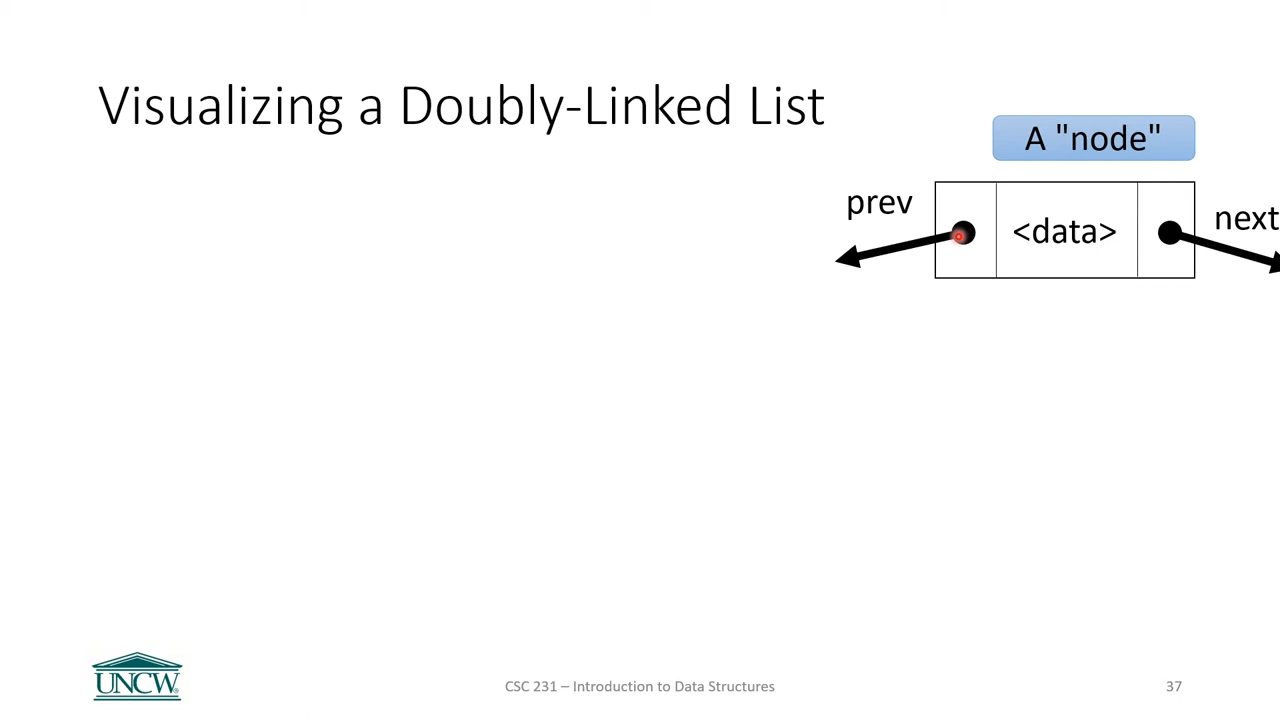 Visualizing a Doubly-Linked List
A "node"
prev
<data>
next
UNCW
CSC 231 – Introduction to Data Structures
37